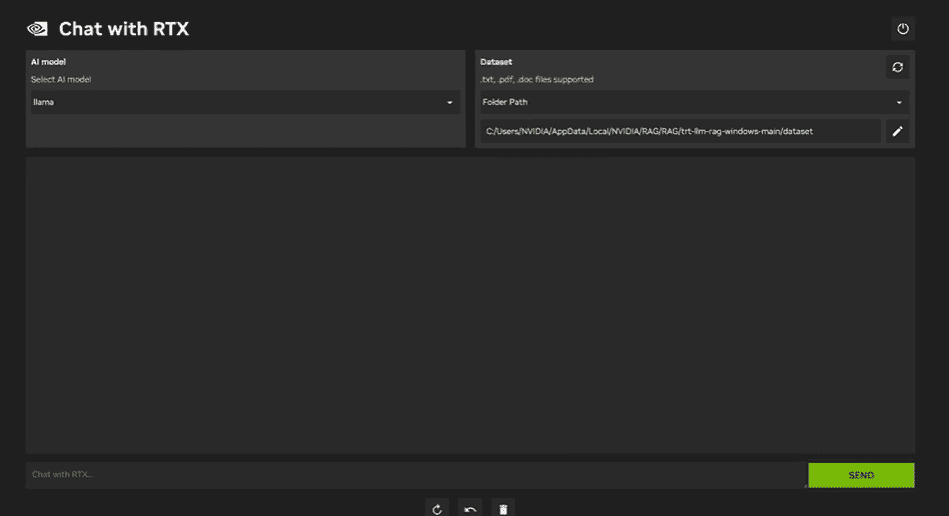 Chat with RTX
AI model
Select AI model
llama
Dataset
.txt, .pdf, .doc files supported
Folder Path
C:/Users/NVIDIA/AppData/Local/NVIDIA/RAG/RAG/trt-llm-rag-windows-main/dataset
Chat with RTX...
SEND